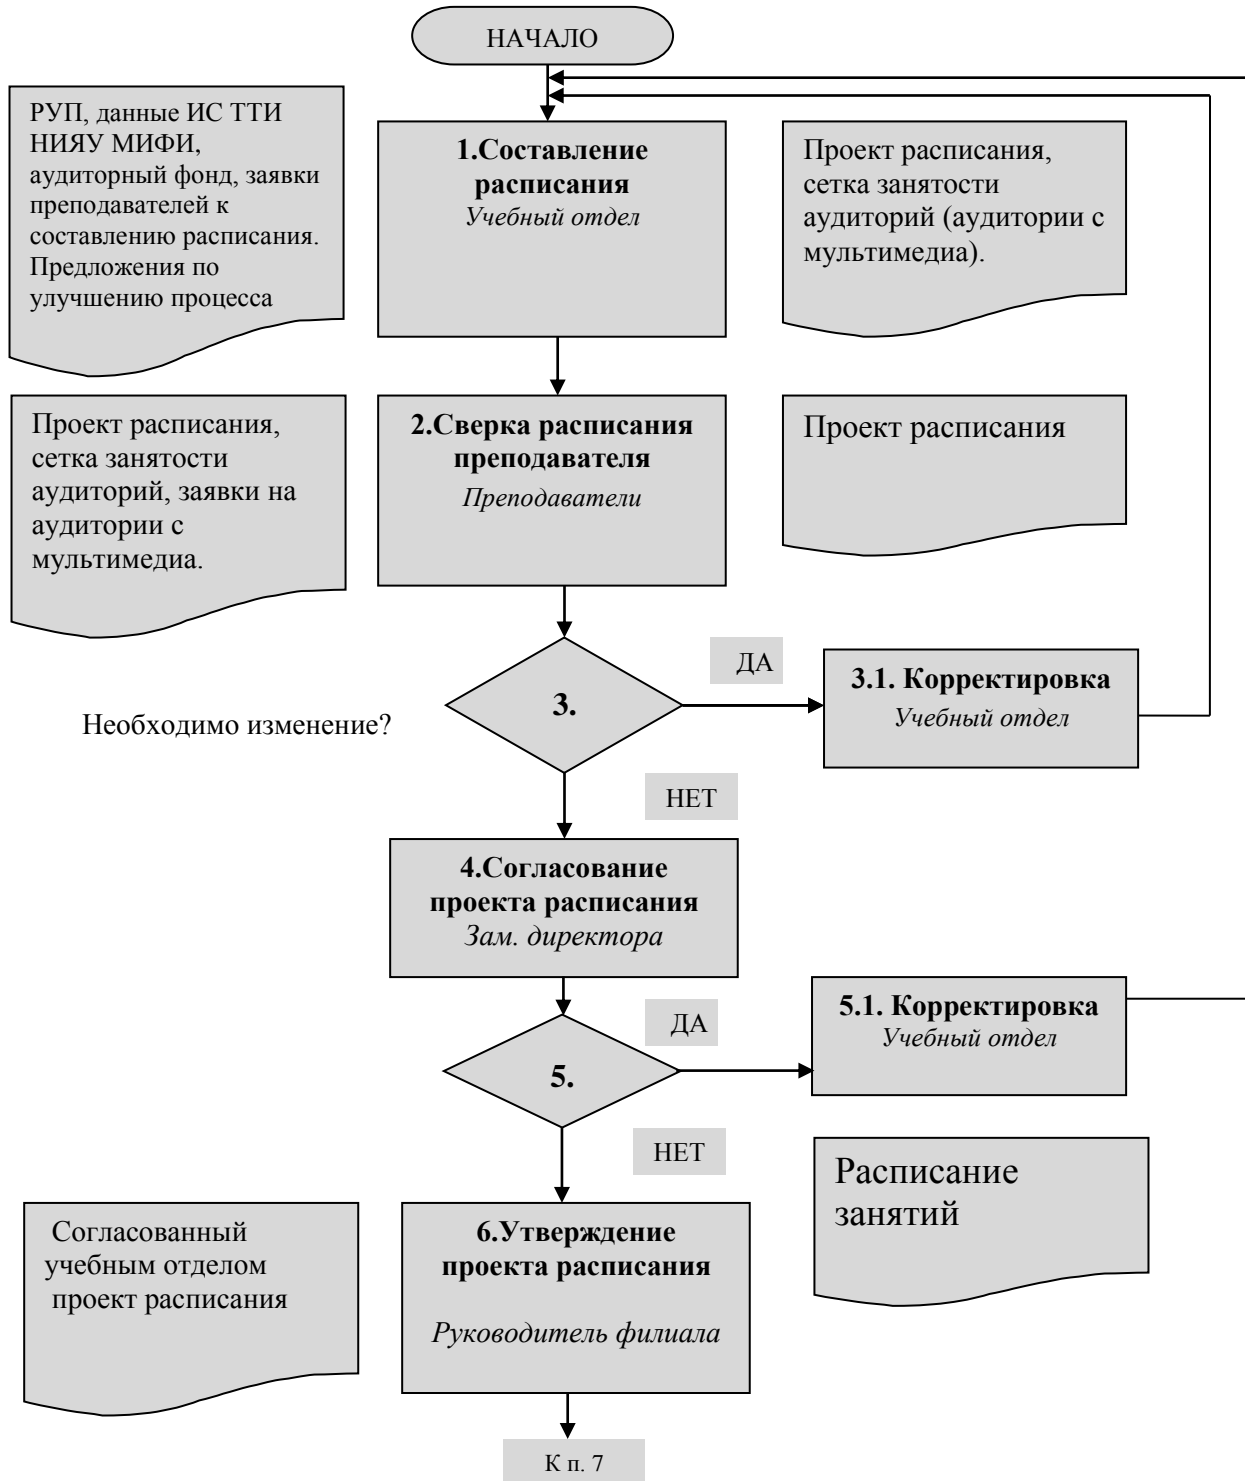 НАЧАЛО
РУП, данные ИС ТТИ
НИЯУ МИФИ,
аудиторный фонд, заявки
преподавателей к
составлению расписания.
Предложения по
улучшению процесса
1.Составление
расписания
Учебный отдел
Проект расписания,
сетка занятости
аудиторий (аудитории с
мультимедиа).
Проект расписания,
сетка занятости
аудиторий, заявки на
аудитории с
мультимедиа.
2.Сверка расписания
преподавателя
Преподаватели
Проект расписания
Необходимо изменение?
3.
ДА
3.1. Корректировка
Учебный отдел
НЕТ
4.Согласование
проекта расписания
Зам. директора
5.
ДА
5.1. Корректировка
Учебный отдел
НЕТ
Расписание
занятий
Согласованный
учебным отделом
проект расписания
6.Утверждение
проекта расписания
Руководитель филиала
К п. 7